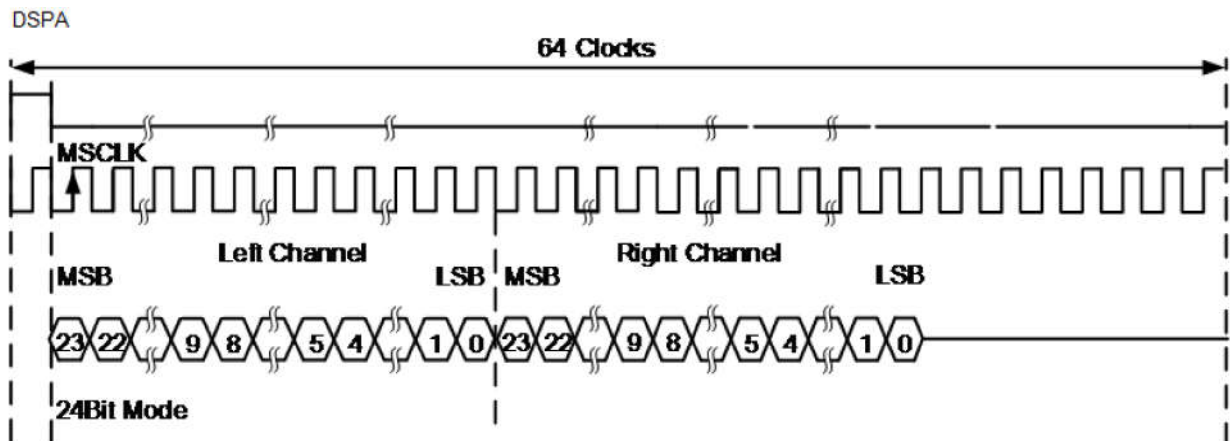 DSPA
64 Clocks
MSCLK
Left Channel Right Channel
MSB LSB MSB LSB
23 22 9 8 5 4 1 0 23 22 9 8 5 4 1 0
24Bit Mode